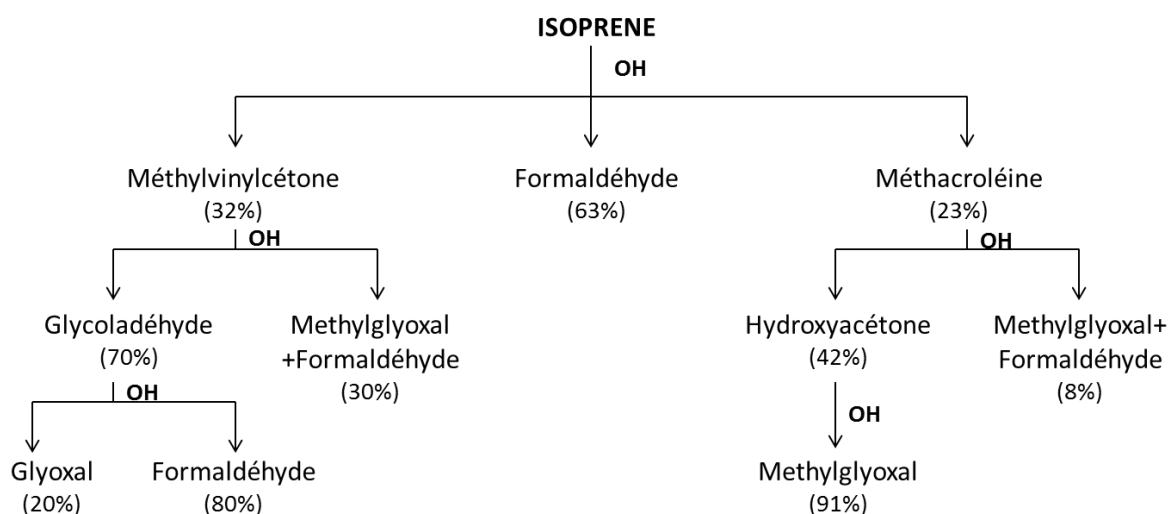 ISOPRENE
OH
Méthylvinylcétone
(32%)
Formaldéhyde
(63%)
Méthacroléine
(23%)
OH
OH
Glycoladéhyde
(70%)
Methylglyoxal
+Formaldéhyde
(30%)
Hydroxyacétone
(42%)
Methylglyoxal+
Formaldéhyde
(8%)
OH
OH
Glyoxal
(20%)
Formaldéhyde
(80%)
Methylglyoxal
(91%)